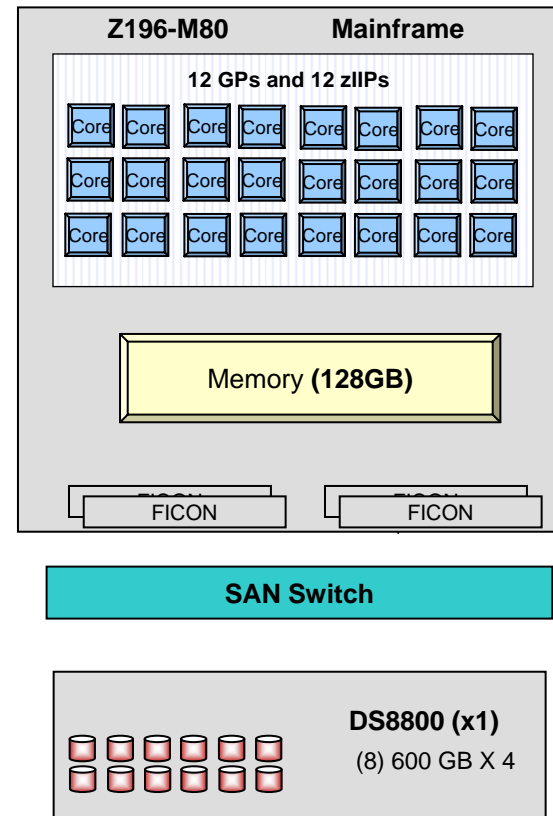 Z196-M80 Mainframe
12 GPs and 12 zIIPs
Core Core Core Core Core Core Core Core
Core Core Core Core Core Core Core Core
Core Core Core Core Core Core Core Core
Memory (128GB)
FICON FICON
FICON FICON
SAN Switch
DS8800 (x1)
(8) 600 GB X 4